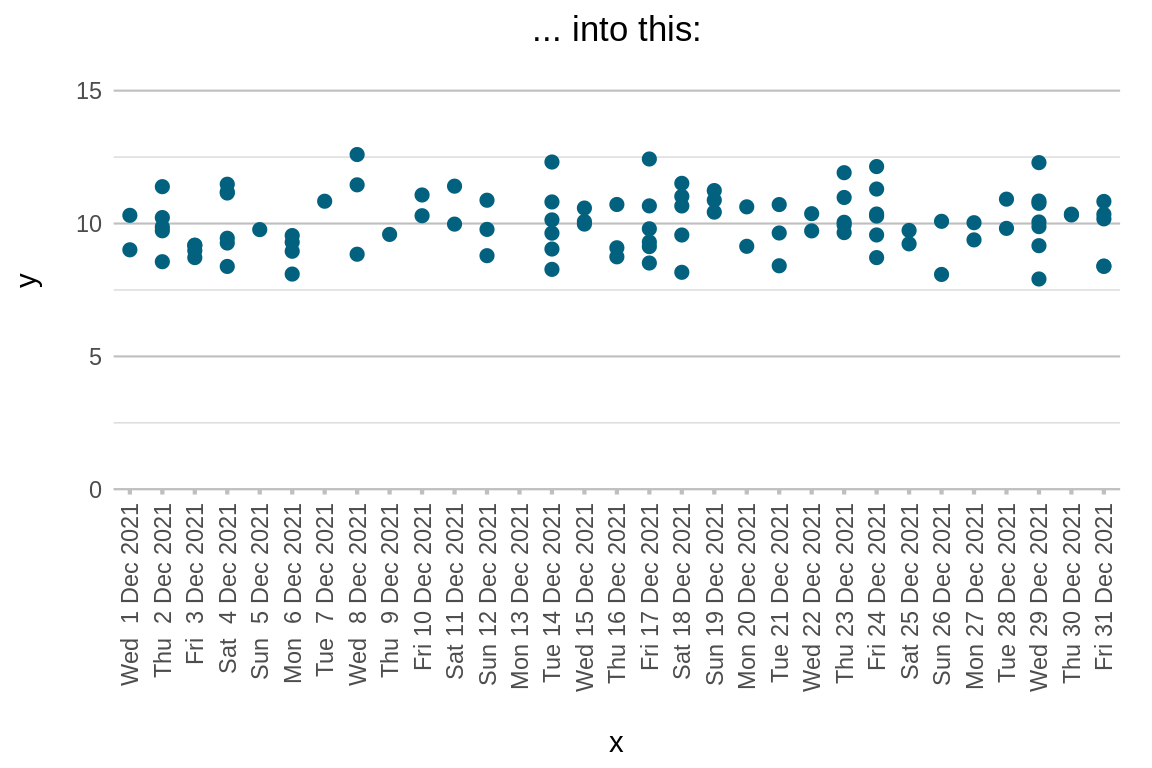 ... into this:
15
10
5
0
y
Wed  1 Dec 2021
Thu  2 Dec 2021
Fri  3 Dec 2021
Sat  4 Dec 2021
Sun  5 Dec 2021
Mon  6 Dec 2021
Tue  7 Dec 2021
Wed  8 Dec 2021
Thu  9 Dec 2021
Fri 10 Dec 2021
Sat 11 Dec 2021
Sun 12 Dec 2021
Mon 13 Dec 2021
Tue 14 Dec 2021
Wed 15 Dec 2021
Thu 16 Dec 2021
Fri 17 Dec 2021
Sat 18 Dec 2021
Sun 19 Dec 2021
Mon 20 Dec 2021
Tue 21 Dec 2021
Wed 22 Dec 2021
Thu 23 Dec 2021
Fri 24 Dec 2021
Sat 25 Dec 2021
Sun 26 Dec 2021
Mon 27 Dec 2021
Tue 28 Dec 2021
Wed 29 Dec 2021
Thu 30 Dec 2021
Fri 31 Dec 2021
x